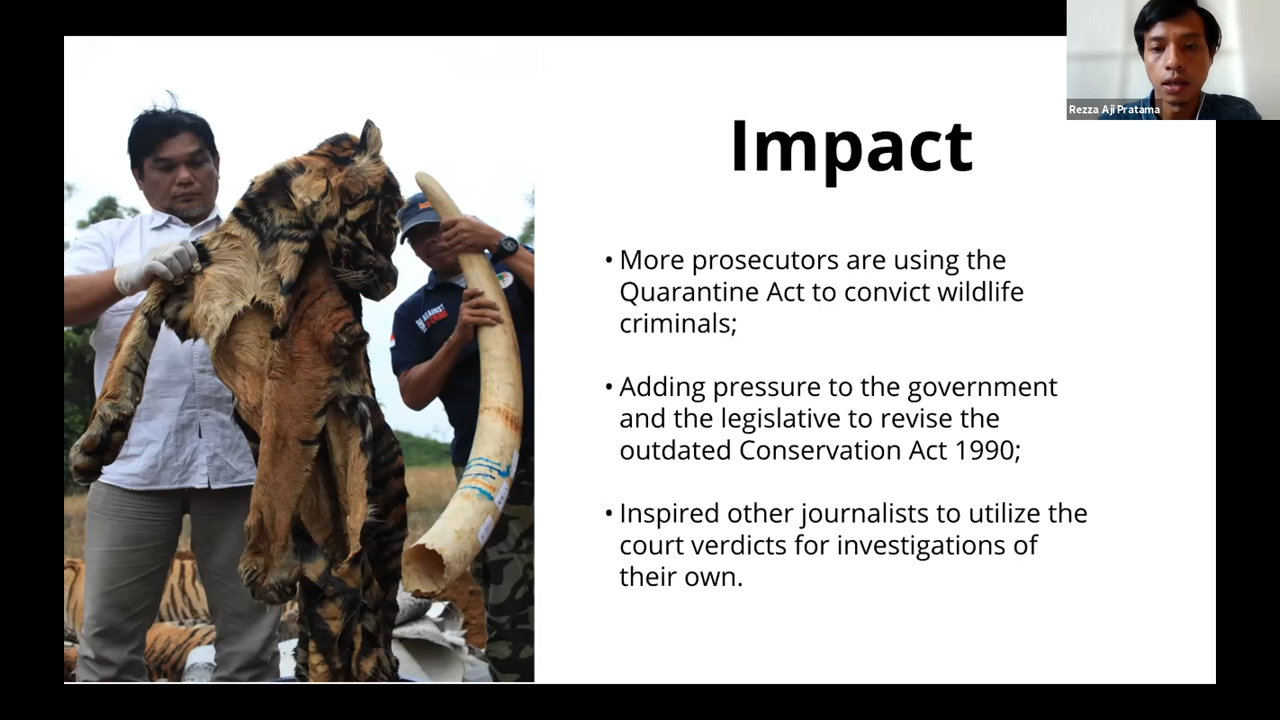 Rezza Aji Pratama
Impact
• More prosecutors are using the
Quarantine Act to convict wildlife
criminals;
• Adding pressure to the government
and the legislative to revise the
outdated Conservation Act 1990;
• Inspired other journalists to utilize the
court verdicts for investigations of
their own.
AGAINST